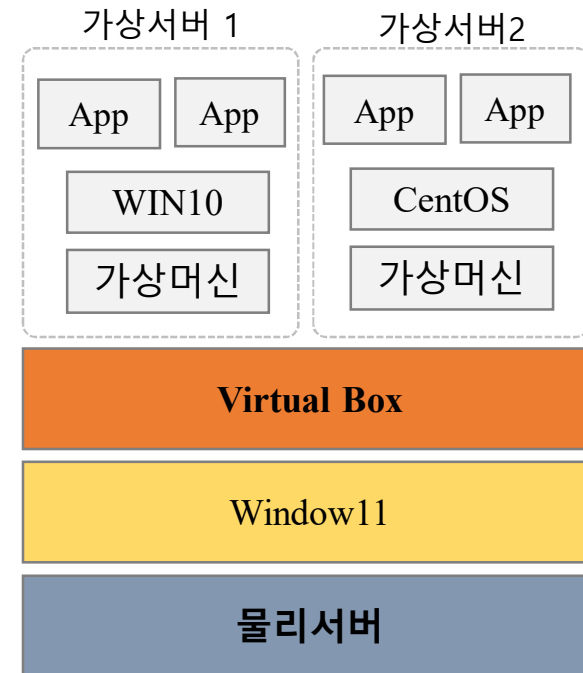 가상서버 1
가상서버2
App App
App App
WIN10
CentOS
가상머신
가상머신
Virtual Box
Window11
물리서버